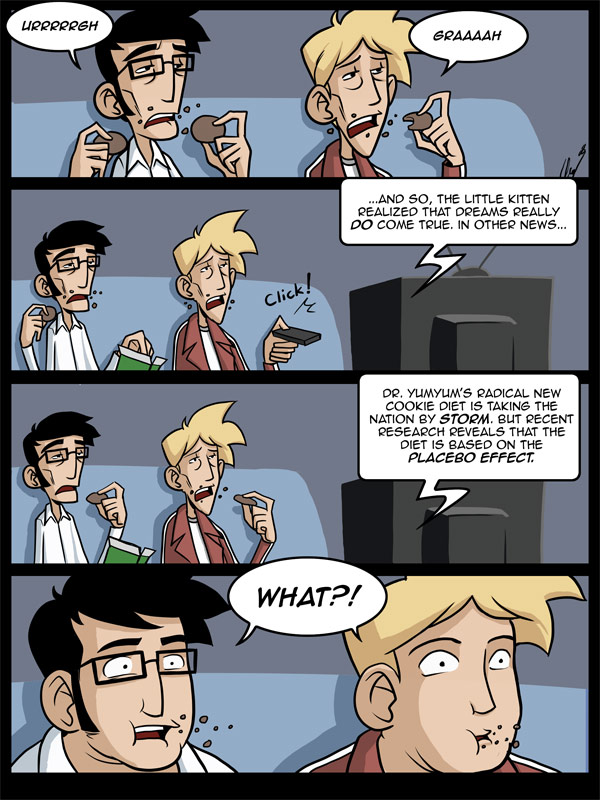 URRRRRGH
GRAAAAH
...AND SO, THE LITTLE KITTEN
REALIZED THAT DREAMS REALLY
DO COME TRUE. IN OTHER NEWS...
Click!
DR. YUMYUM'S RADICAL NEW
COOKIE DIET IS TAKING THE
NATION BY STORM. BUT RECENT
RESEARCH REVEALS THAT THE
DIET IS BASED ON THE
PLACEBO EFFECT.
WHAT?!